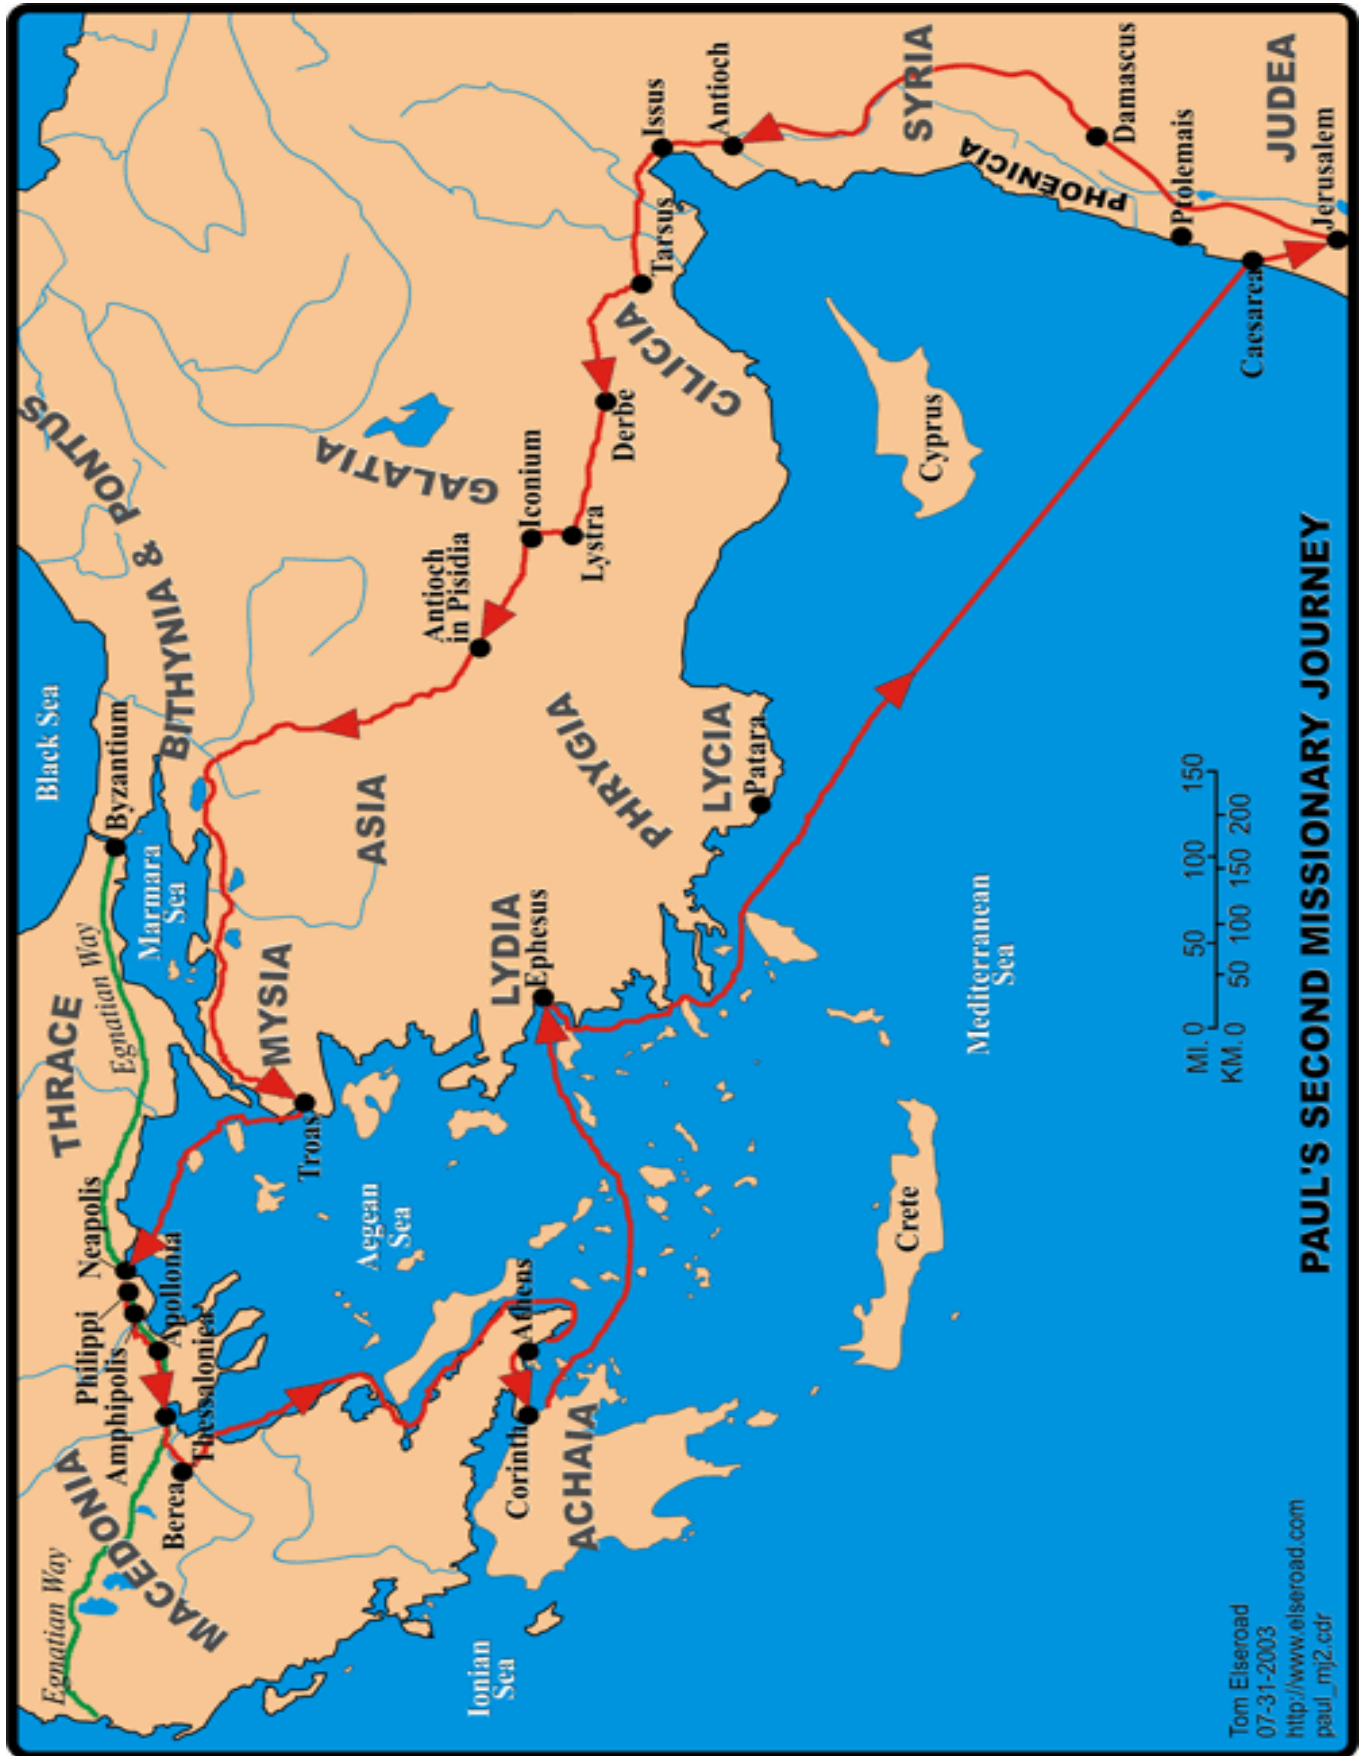 Black Sea
Egnatian Way
MACEDONIA
Philippi
Amphipolis
Neapolis
Apollonia
Thessalonica
Berea
THRACE
Egnatian Way
Byzantium
Marmara
Sea
BITHYNIA & PONTUS
MYSIA
Troas
ASIA
GALATIA
Aegean
Sea
Antioch
in Pisidia
Iconium
Lystra
Derbe
Tarsus
Issus
Antioch
CILICIA
PHRYGIA
LYDIA
Ephesus
LYCIA
Patara
Athens
Corinth
ACHAIA
Ionian
Sea
Crete
Cyprus
SYRIA
PHOENICIA
Damascus
Ptolemais
Caesarea
JUDEA
Jerusalem
Mediterranean
Sea
MI. 0 50 100 150
KM. 0 50 100 150 200
Tom Elseroad
07-31-2003
http://www.elseroad.com
paul_mj2.cdr
PAUL'S SECOND MISSIONARY JOURNEY